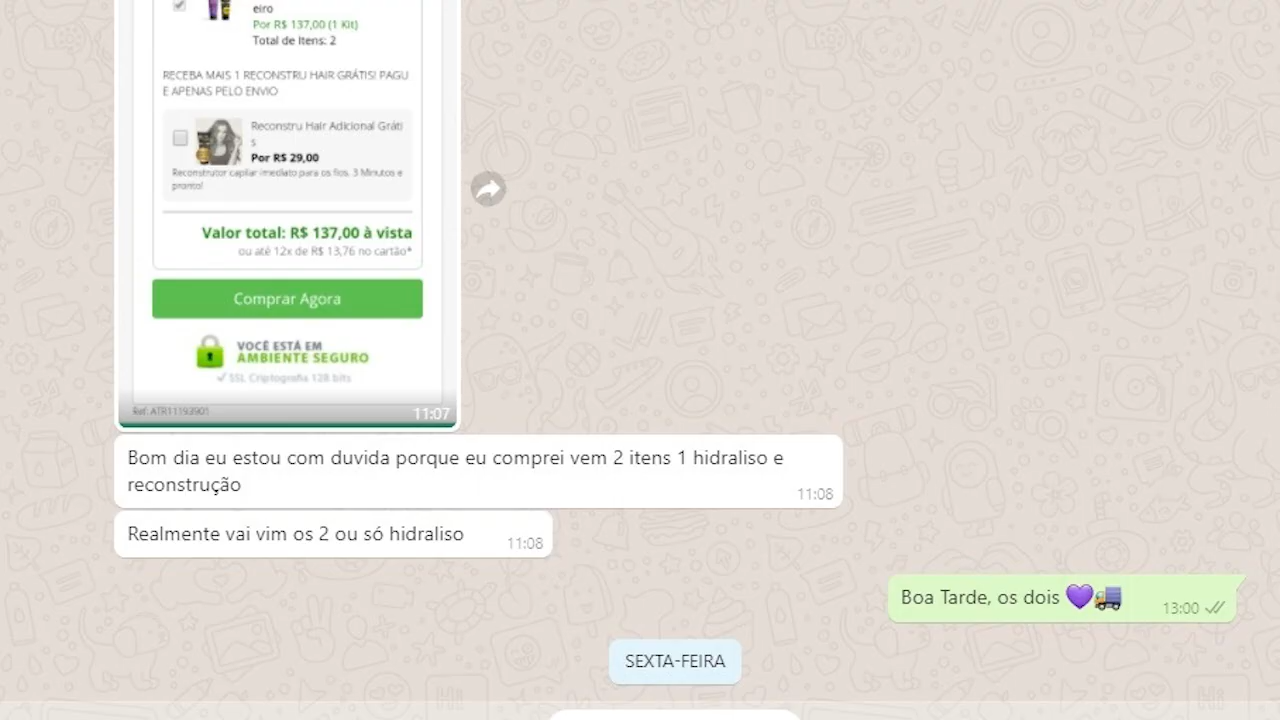 eiro
Por R$ 137,00 (1 Kit)
Total de Itens: 2
RECEBA MAIS 1 RECONSTRU HAIR GRÁTIS! PAGU
E APENAS PELO ENVIO
Reconstru Hair Adicional Gráti
s
Por R$ 29,00
Reconstrutor capilar imediato para os fios. 3 Minutos e
pronto!
Valor total: R$ 137,00 à vista
ou até 12x de R$ 13,76 no cartão*
Comprar Agora
VOCÊ ESTÁ EM
AMBIENTE SEGURO
SSL Criptografia 128 bits
Ref: ATR11193901
11:07
Bom dia eu estou com duvida porque eu comprei vem 2 itens 1 hidraliso e
reconstrução
11:08
Realmente vai vim os 2 ou só hidraliso
11:08
Boa Tarde, os dois 💜🚚
13:00
SEXTA-FEIRA